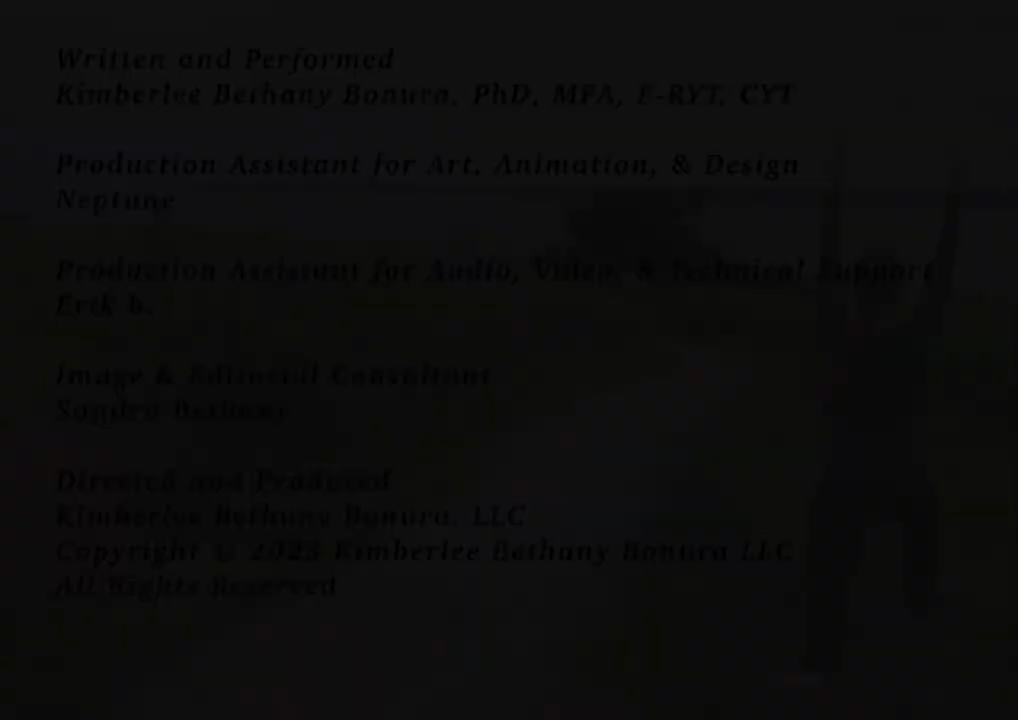 Written and Performed
Kimberlee Bethany Bonura, PhD, MFA, E-RYT, CYT
Production Assistant for Art, Animation, & Design
Neptune
Production Assistant for Audio, Video, & Technical Support
Erik b.
Image & Editorial Consultant
Sandra Bethany
Directed and Produced
Kimberlee Bethany Bonura, LLC
Copyright © 2023 Kimberlee Bethany Bonura LLC
All Rights Reserved